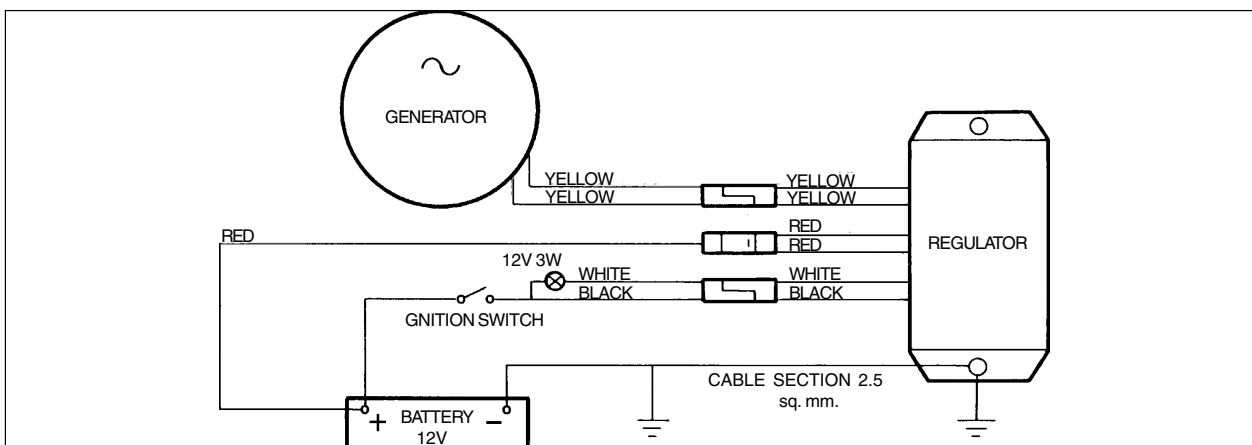 ~
GENERATOR
YELLOW YELLOW
YELLOW YELLOW
RED
RED RED
REGULATOR
12V 3W
WHITE WHITE
BLACK BLACK
GNITION SWITCH
CABLE SECTION 2.5
sq. mm.
+ BATTERY -
12V